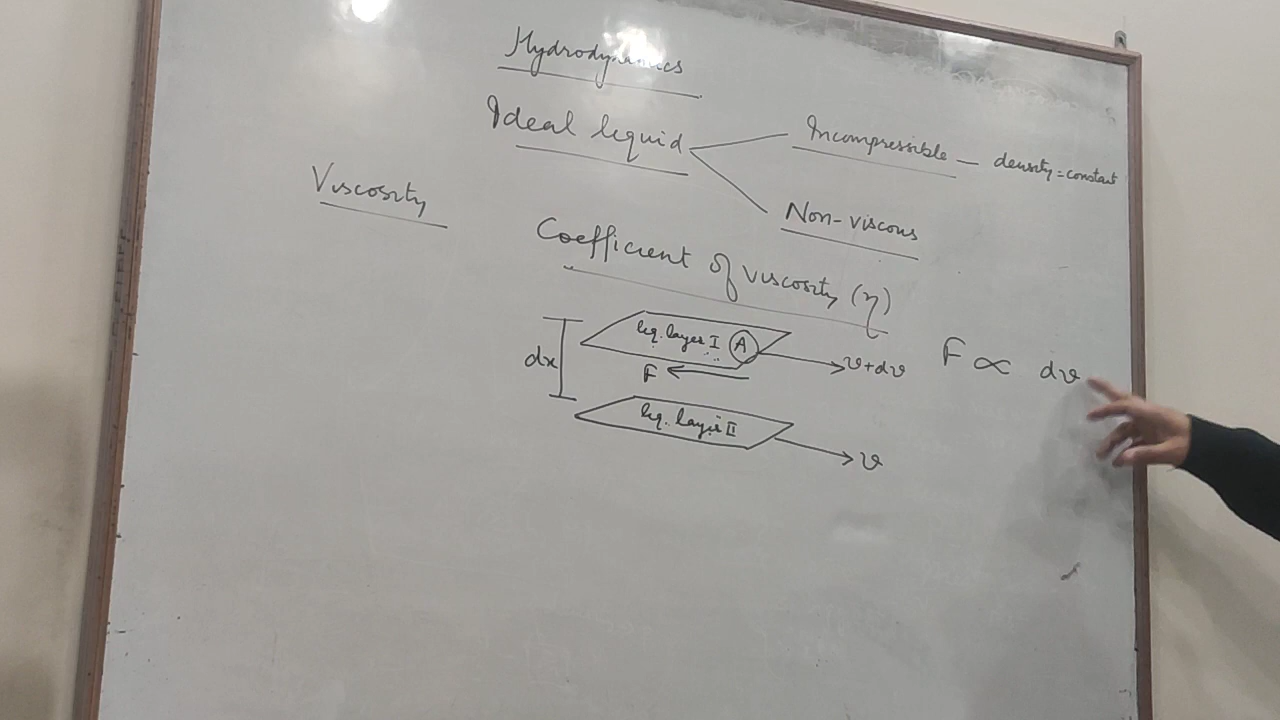 Hydrodynamics
Ideal liquid
Incompressible — density = constant
Non-viscous
Viscosity
Coefficient of viscosity (η)
liq. layer I A
v+dv
dx
F
liq. layer II
v
F ∝ dv